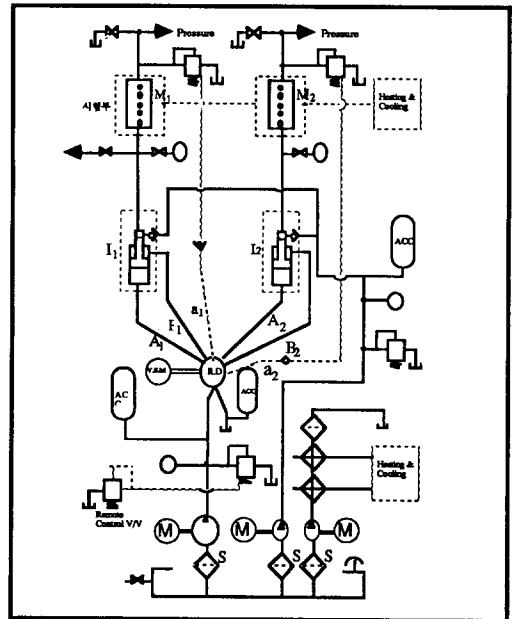 Pressure
Pressure
시험부
M1
M2
Heating &
Cooling
I1
I2
ACC
a1
F1
A1
A2
B2
a2
V.S.M
R.D
AC
C
ACC
Heating &
Cooling
Remote
Control V/V
M
M
M
S
S
S